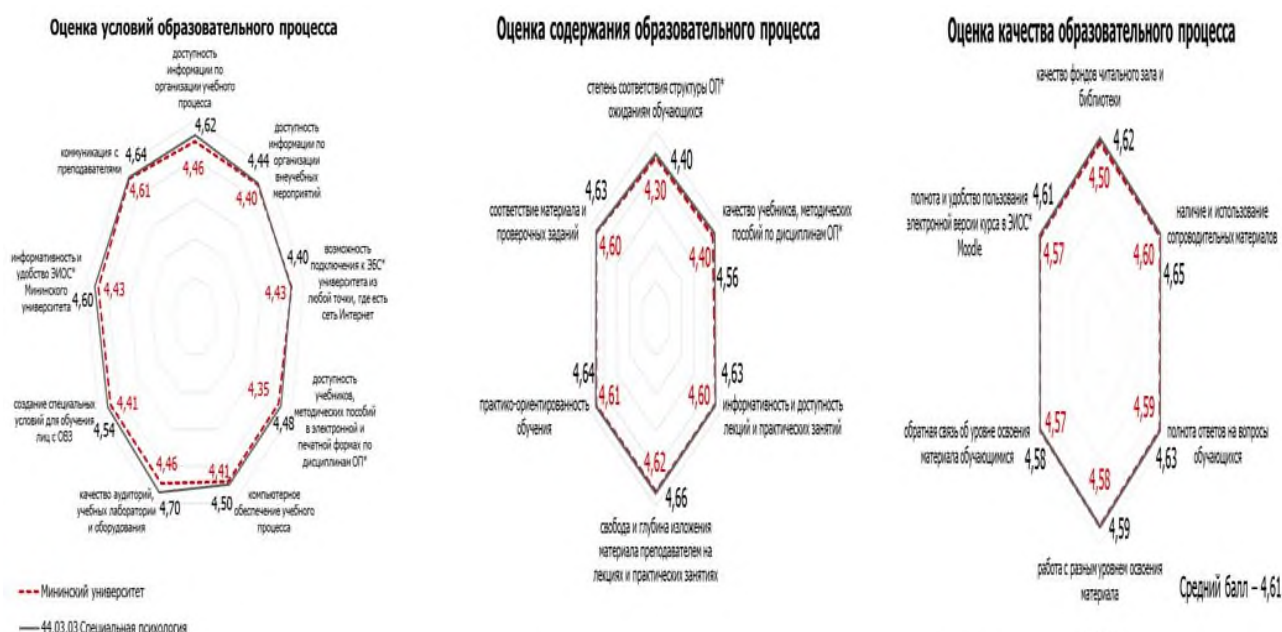 Оценка условий образовательного процесса
доступность
информации по
организации учебного
процесса
4,62
4,46
доступность
информации по
организации
внеучебных
мероприятий
4,44
4,40
возможность
подключения к ЭБС*
университета из
любой точки, где есть
сеть Интернет
4,40
4,43
доступность
учебников,
методических пособий
в электронной и
печатной формах по
дисциплинам ОП*
4,35
4,48
компьютерное
обеспечение учебного
процесса
4,41
4,50
качество аудиторий,
учебных лаборатории
и оборудования
4,46
4,70
создание специальных
условий для обучения
лиц с ОВЗ
4,41
4,54
информативность и
удобство ЭИОС*
Мининского
университета
4,60
4,43
коммуникация с
преподавателями
4,64
4,61
Мининский университет
44.03.03 Специальная психология
Оценка содержания образовательного процесса
степень соответствия структуры ОП*
ожиданиям обучающихся
4,40
4,30
качество учебников, методических
пособий по дисциплинам ОП*
4,40
4,56
4,63
4,60
информативность и доступность
лекций и практических занятий
4,62
4,66
свобода и глубина изложения
материала преподавателем на
лекциях и практических занятиях
4,64
4,61
практико-ориентированность
обучения
4,63
соответствие материала и
проверочных заданий
4,60
Оценка качества образовательного процесса
качество фондов читального зала и
библиотеки
4,62
4,50
наличие и использование
сопроводительных материалов
4,60
4,65
4,59
полнота ответов на вопросы
обучающихся
4,63
4,58
4,59
работа с разным уровнем освоения
материала
4,57
обратная связь об уровне освоения
материала обучающимися
4,58
4,61
полнота и удобство пользования
электронной версии курса в ЭИОС*
Moodle
4,57
Средний балл – 4,61